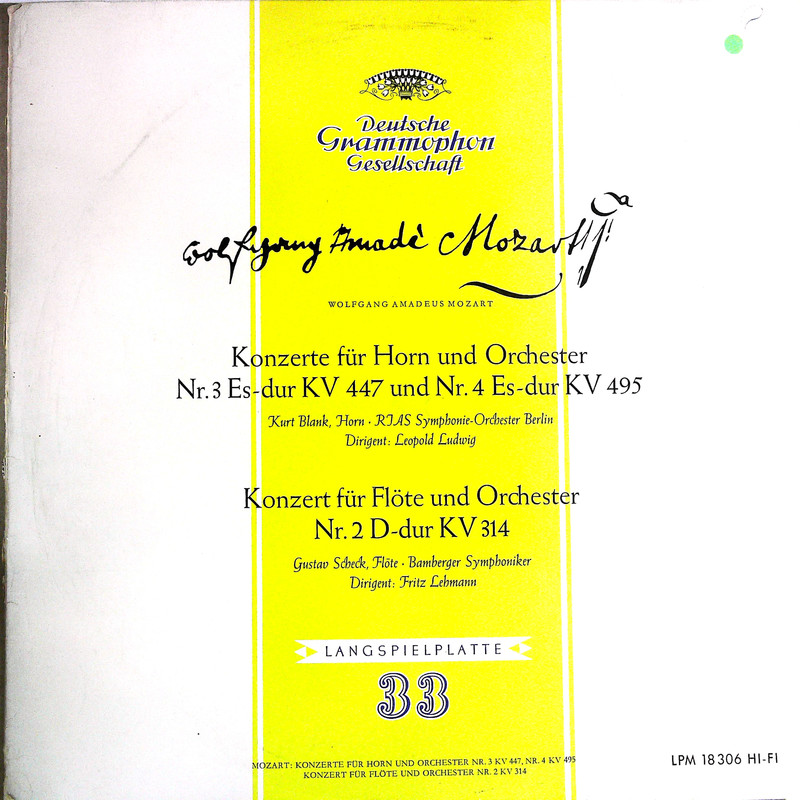 Deutsche
Grammophon
Gesellschaft
Wolfgang Amadè Mozart
WOLFGANG AMADEUS MOZART
Konzerte für Horn und Orchester
Nr. 3 Es-dur KV 447 und Nr. 4 Es-dur KV 495
Kurt Blank, Horn · RIAS Symphonie-Orchester Berlin
Dirigent: Leopold Ludwig
Konzert für Flöte und Orchester
Nr. 2 D-dur KV 314
Gustav Scheck, Flöte · Bamberger Symphoniker
Dirigent: Fritz Lehmann
LANGSPIELPLATTE
33
MOZART: KONZERTE FÜR HORN UND ORCHESTER NR. 3 KV 447, NR. 4 KV 495
KONZERT FÜR FLÖTE UND ORCHESTER NR. 2 KV 314
LPM 18306 HI-FI